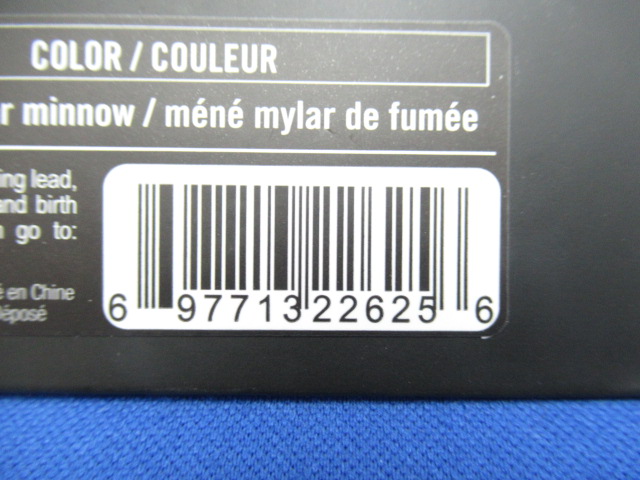 COLOR / COULEUR
r minnow / méné mylar de fumée
ing lead,
and birth
go to:
é en Chine
Déposé
6 97713 22625 6